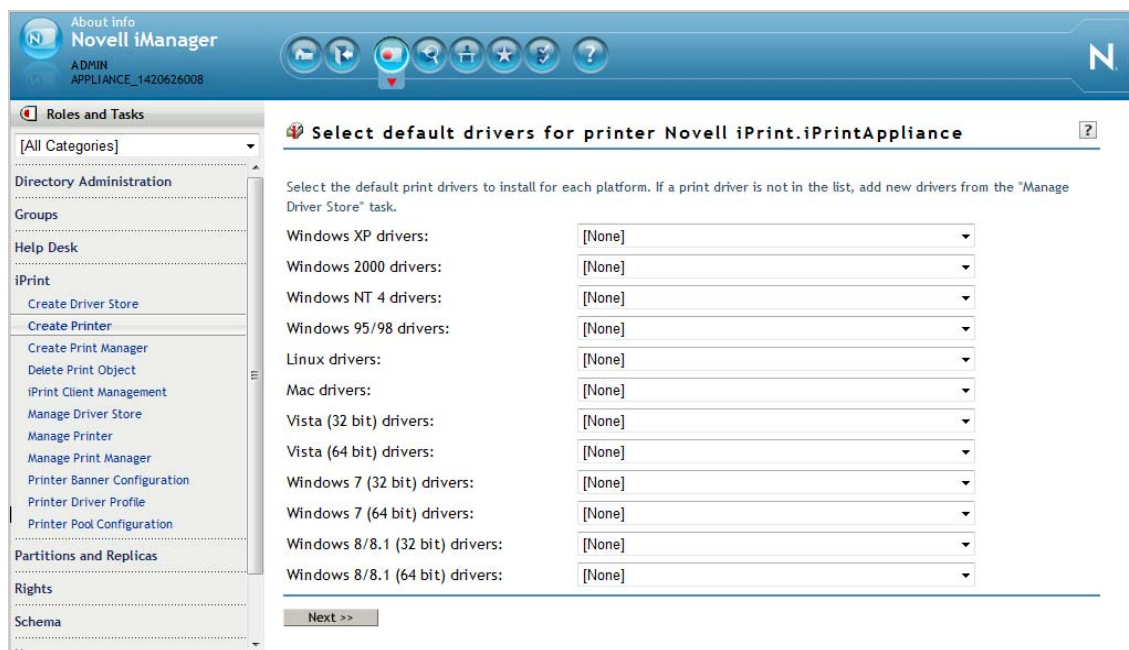 About info
Novell iManager
ADMIN
APPLIANCE_1420626008
N
Roles and Tasks
[All Categories]
Directory Administration
Groups
Help Desk
iPrint
Create Driver Store
Create Printer
Create Print Manager
Delete Print Object
iPrint Client Management
Manage Driver Store
Manage Printer
Manage Print Manager
Printer Banner Configuration
Printer Driver Profile
Printer Pool Configuration
Partitions and Replicas
Rights
Schema
Select default drivers for printer Novell iPrint.iPrintAppliance
?
Select the default print drivers to install for each platform. If a print driver is not in the list, add new drivers from the "Manage
Driver Store" task.
Windows XP drivers: [None]
Windows 2000 drivers: [None]
Windows NT 4 drivers: [None]
Windows 95/98 drivers: [None]
Linux drivers: [None]
Mac drivers: [None]
Vista (32 bit) drivers: [None]
Vista (64 bit) drivers: [None]
Windows 7 (32 bit) drivers: [None]
Windows 7 (64 bit) drivers: [None]
Windows 8/8.1 (32 bit) drivers: [None]
Windows 8/8.1 (64 bit) drivers: [None]
Next >>